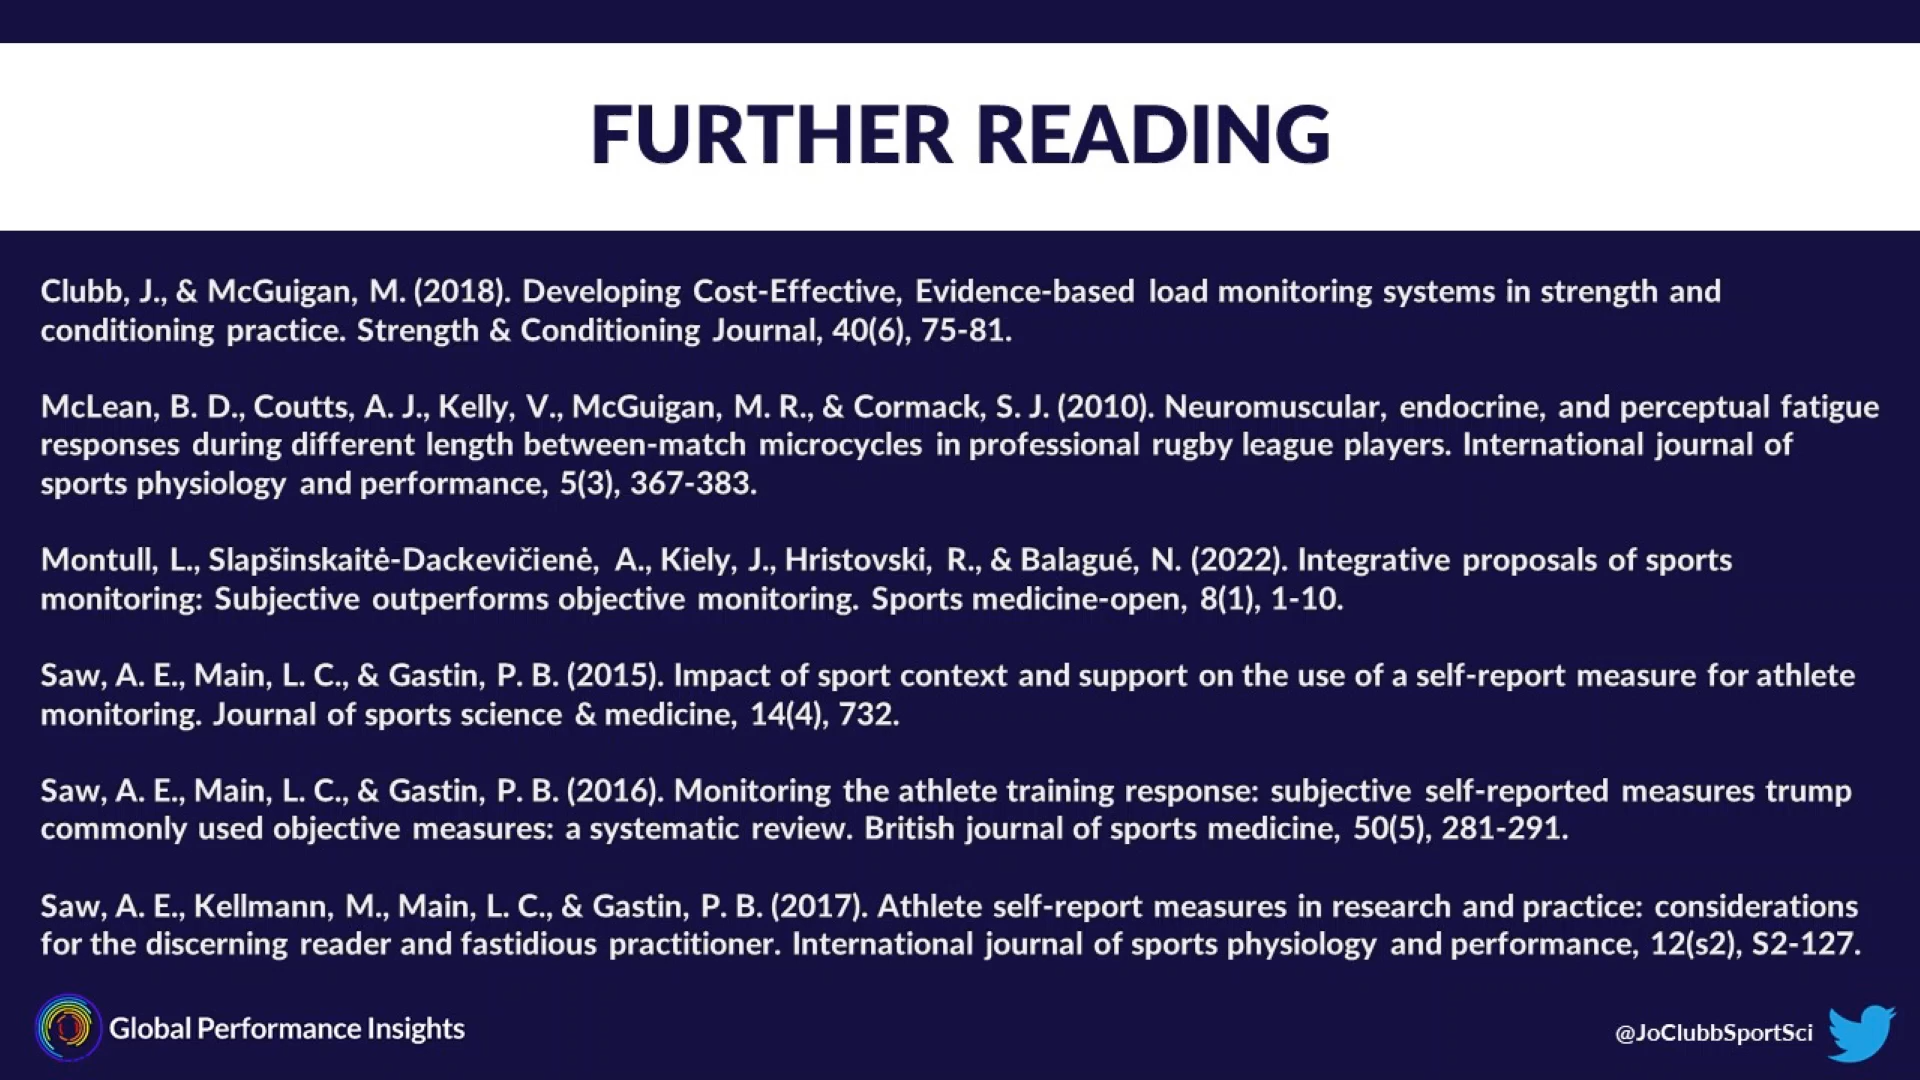 FURTHER READING
Clubb, J., & McGuigan, M. (2018). Developing Cost-Effective, Evidence-based load monitoring systems in strength and
conditioning practice. Strength & Conditioning Journal, 40(6), 75-81.
McLean, B. D., Coutts, A. J., Kelly, V., McGuigan, M. R., & Cormack, S. J. (2010). Neuromuscular, endocrine, and perceptual fatigue
responses during different length between-match microcycles in professional rugby league players. International journal of
sports physiology and performance, 5(3), 367-383.
Montull, L., Slapšinskaitė-Dackevičienė, A., Kiely, J., Hristovski, R., & Balagué, N. (2022). Integrative proposals of sports
monitoring: Subjective outperforms objective monitoring. Sports medicine-open, 8(1), 1-10.
Saw, A. E., Main, L. C., & Gastin, P. B. (2015). Impact of sport context and support on the use of a self-report measure for athlete
monitoring. Journal of sports science & medicine, 14(4), 732.
Saw, A. E., Main, L. C., & Gastin, P. B. (2016). Monitoring the athlete training response: subjective self-reported measures trump
commonly used objective measures: a systematic review. British journal of sports medicine, 50(5), 281-291.
Saw, A. E., Kellmann, M., Main, L. C., & Gastin, P. B. (2017). Athlete self-report measures in research and practice: considerations
for the discerning reader and fastidious practitioner. International journal of sports physiology and performance, 12(s2), S2-127.
Global Performance Insights
@JoClubbSportSci